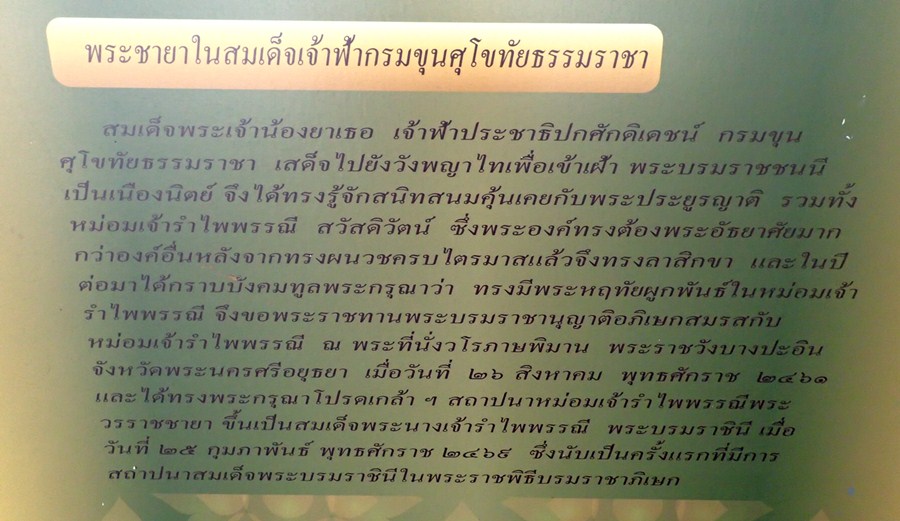 พระชายาในสมเด็จเจ้าฟ้ากรมขุนศุโขทัยธรรมราชา
สมเด็จพระเจ้าน้องยาเธอ เจ้าฟ้าประชาธิปกศักดิเดชน์ กรมขุน
ศุโขทัยธรรมราชา เสด็จไปยังวังพญาไทเพื่อเข้าเฝ้า พระบรมราชชนนี
เป็นเนืองนิตย์ จึงได้ทรงรู้จักสนิทสนมคุ้นเคยกับพระประยูรญาติ รวมทั้ง
หม่อมเจ้ารำไพพรรณี สวัสดิวัตน์ ซึ่งพระองค์ทรงต้องพระอัธยาศัยมาก
กว่าองค์อื่นหลังจากทรงผนวชครบไตรมาสแล้วจึงทรงลาสิกขา และในปี
ต่อมาได้กราบบังคมทูลพระกรุณาว่า ทรงมีพระหฤทัยผูกพันธ์ในหม่อมเจ้า
รำไพพรรณี จึงขอพระราชทานพระบรมราชานุญาติอภิเษกสมรสกับ
หม่อมเจ้ารำไพพรรณี ณ พระที่นั่งวโรภาษพิมาน พระราชวังบางปะอิน
จังหวัดพระนครศรีอยุธยา เมื่อวันที่ ๒๖ สิงหาคม พุทธศักราช ๒๔๖๑
และได้ทรงพระกรุณาโปรดเกล้า ฯ สถาปนาหม่อมเจ้ารำไพพรรณีพระ
วรราชชายา ขึ้นเป็นสมเด็จพระนางเจ้ารำไพพรรณี พระบรมราชินี เมื่อ
วันที่ ๒๕ กุมภาพันธ์ พุทธศักราช ๒๔๖๙ ซึ่งนับเป็นครั้งแรกที่มีการ
สถาปนาสมเด็จพระบรมราชินีในพระราชพิธีบรมราชาภิเษก